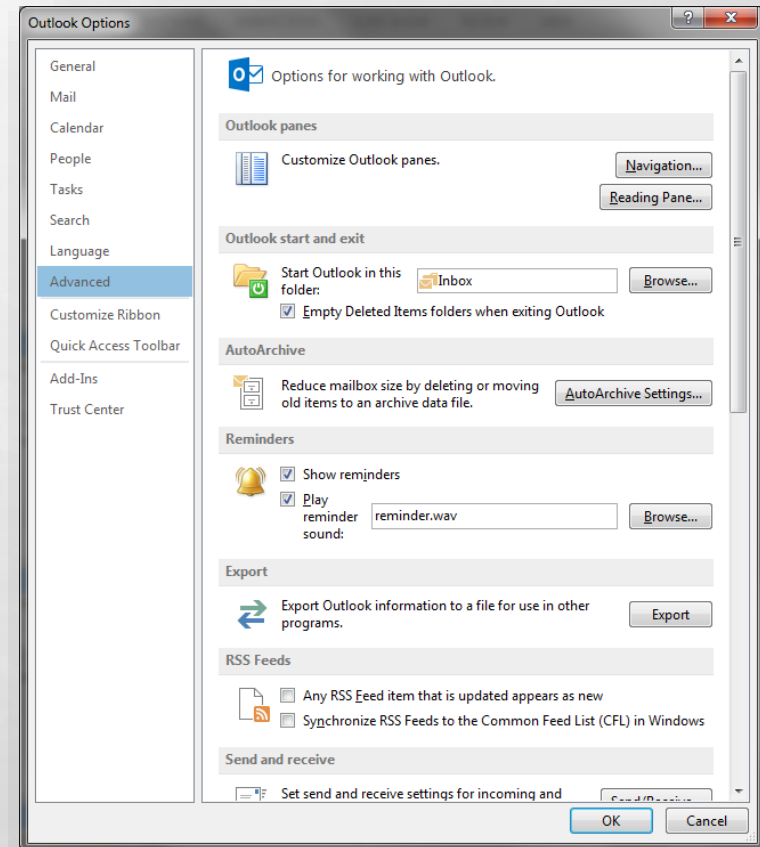 Outlook Options
General
Mail
Calendar
People
Tasks
Search
Language
Advanced
Customize Ribbon
Quick Access Toolbar
Add-Ins
Trust Center
Options for working with Outlook.
Outlook panes
Customize Outlook panes.
Navigation...
Reading Pane...
Outlook start and exit
Start Outlook in this
folder:
Inbox
Browse...
Empty Deleted Items folders when exiting Outlook
AutoArchive
Reduce mailbox size by deleting or moving
old items to an archive data file.
AutoArchive Settings...
Reminders
Show reminders
Play
reminder
sound:
reminder.wav
Browse...
Export
Export Outlook information to a file for use in other
programs.
Export
RSS Feeds
Any RSS Feed item that is updated appears as new
Synchronize RSS Feeds to the Common Feed List (CFL) in Windows
Send and receive
Set send and receive settings for incoming and
Send/Receive...
OK
Cancel